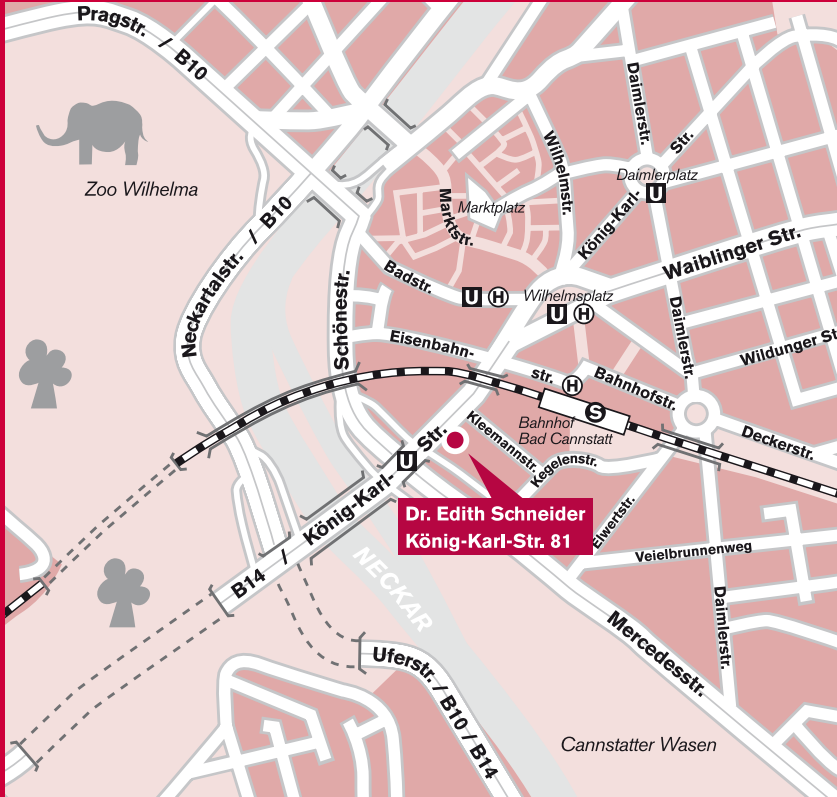 Pragstr. / B10
Zoo Wilhelma
Neckartalstr. / B10
Schönestr.
Marktstr.
Marktplatz
Wilhelmstr.
Daimlerstr.
König-Karl-
Str.
Daimlerplatz
U
Badstr.
U H
Wilhelmsplatz
U H
Waiblinger Str.
Daimlerstr.
Wildunger St
Eisenbahn-
str. H
Bahnhofstr.
S
Bahnhof
Bad Cannstatt
Deckerstr.
Kleemannstr.
Kegelenstr.
Elwertstr.
Veielbrunnenweg
Daimlerstr.
B14 / König-Karl- U Str.
Dr. Edith Schneider
König-Karl-Str. 81
NECKAR
Mercedesstr.
Uferstr. / B10 / B14
Cannstatter Wasen